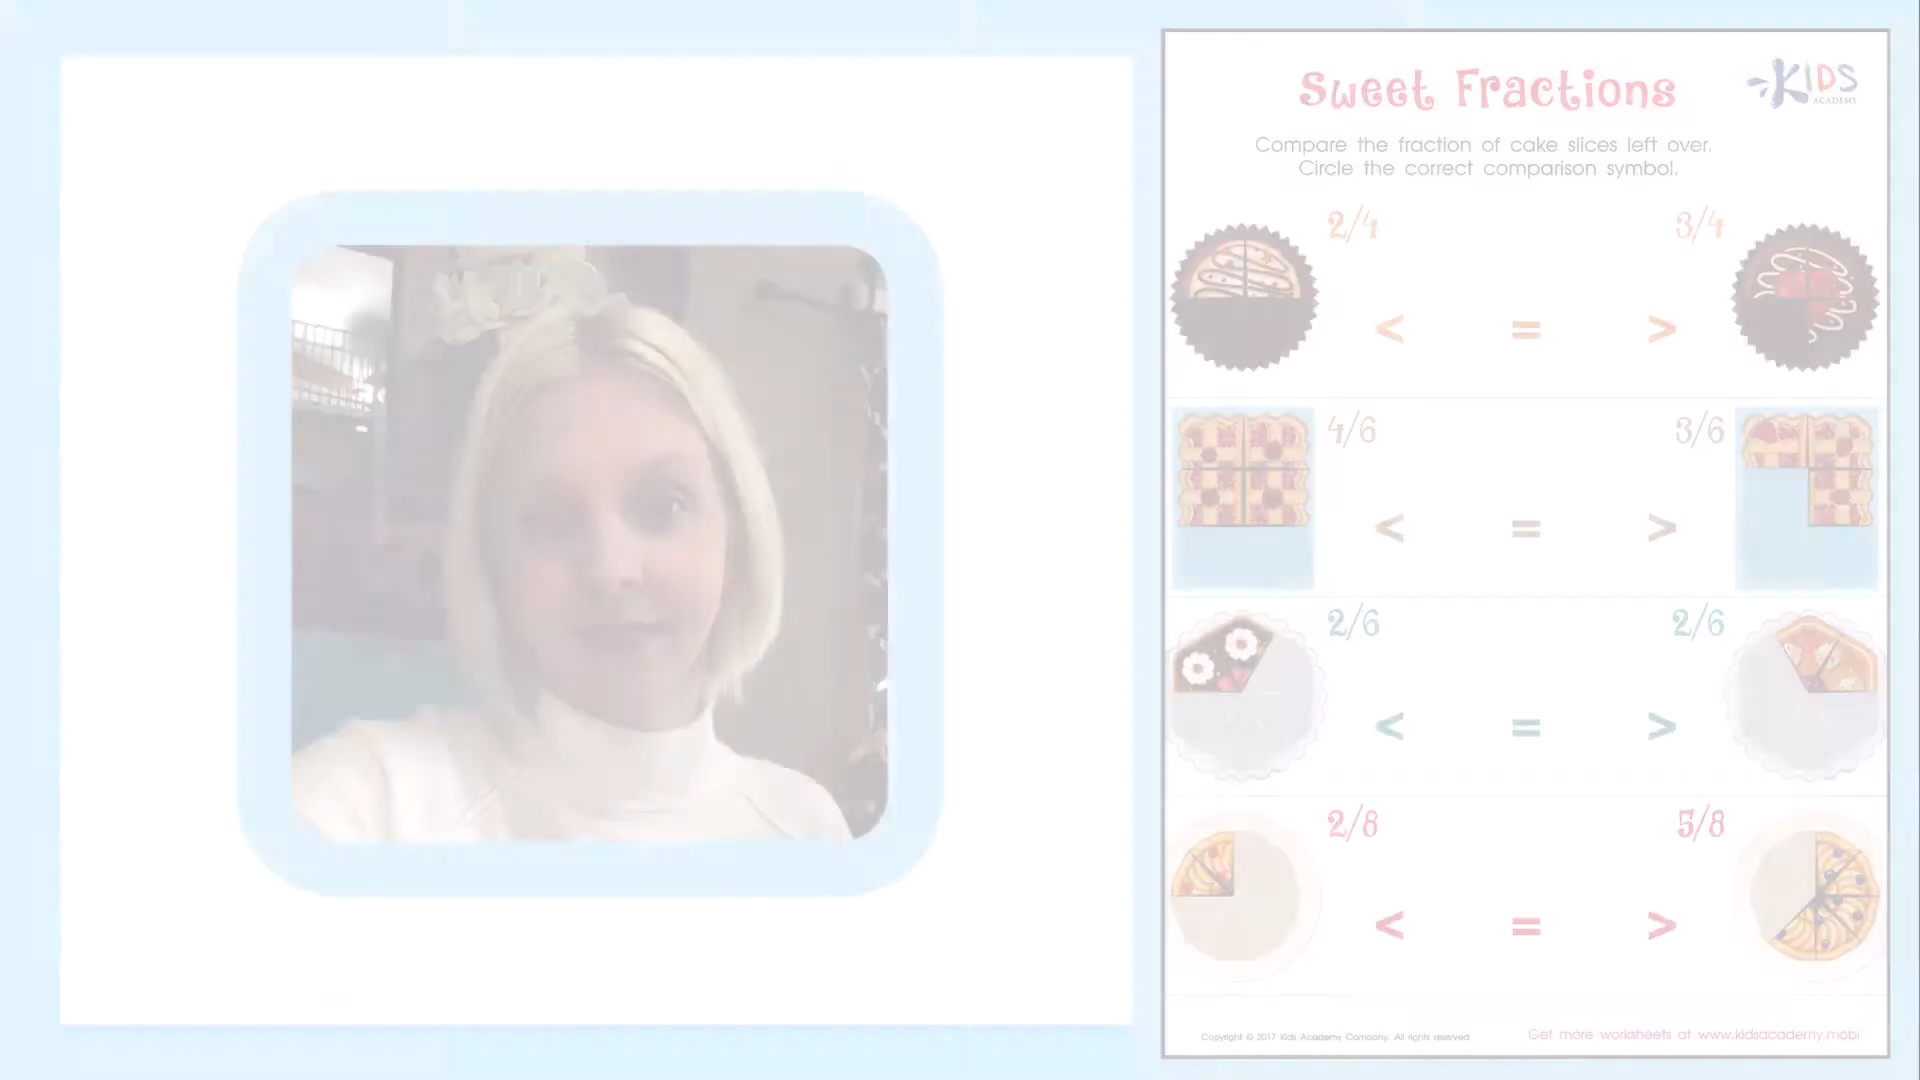 Sweet Fractions
KIDS
ACADEMY
Compare the fraction of cake slices left over.
Circle the correct comparison symbol.
2/4 3/4
< = >
4/6 3/6
< = >
2/6 2/6
< = >
2/8 5/8
< = >
Copyright © 2017 Kids Academy Company. All rights reserved
Get more worksheets at www.kidsacademy.mobi